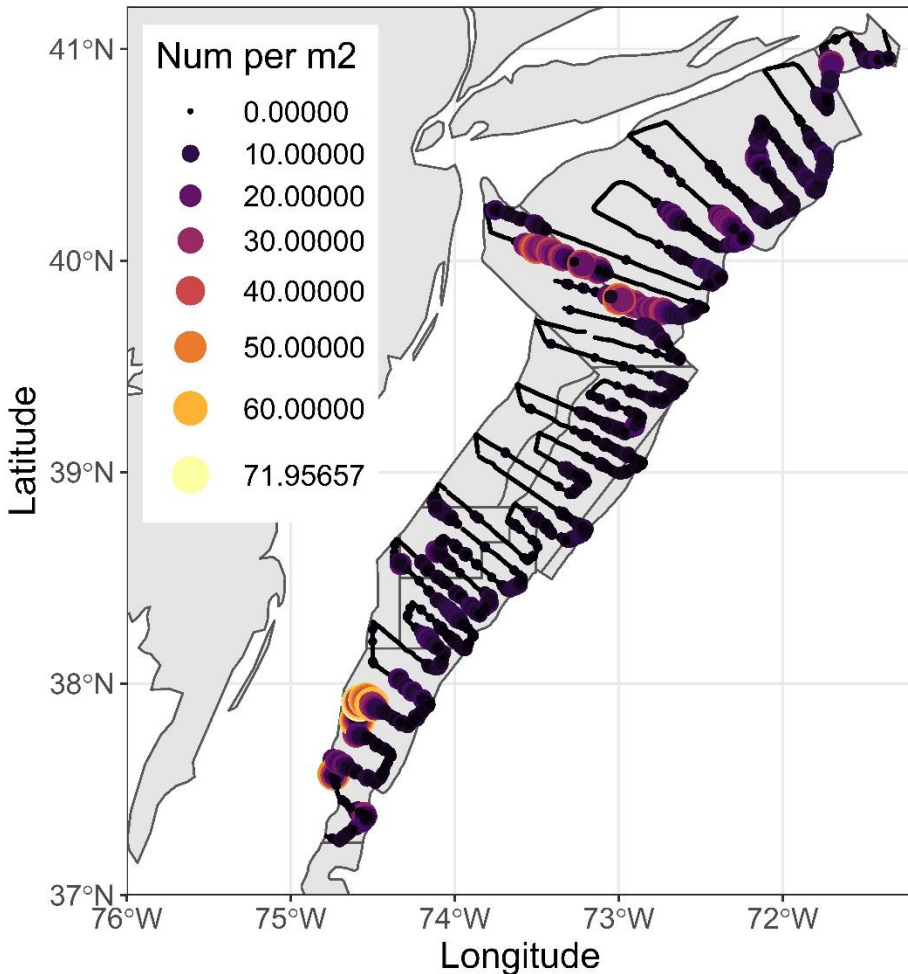 41°N
Num per m2
0.00000
10.00000
20.00000
30.00000
40.00000
50.00000
60.00000
71.95657
40°N
39°N
38°N
37°N
Latitude
76°W 75°W 74°W 73°W 72°W
Longitude